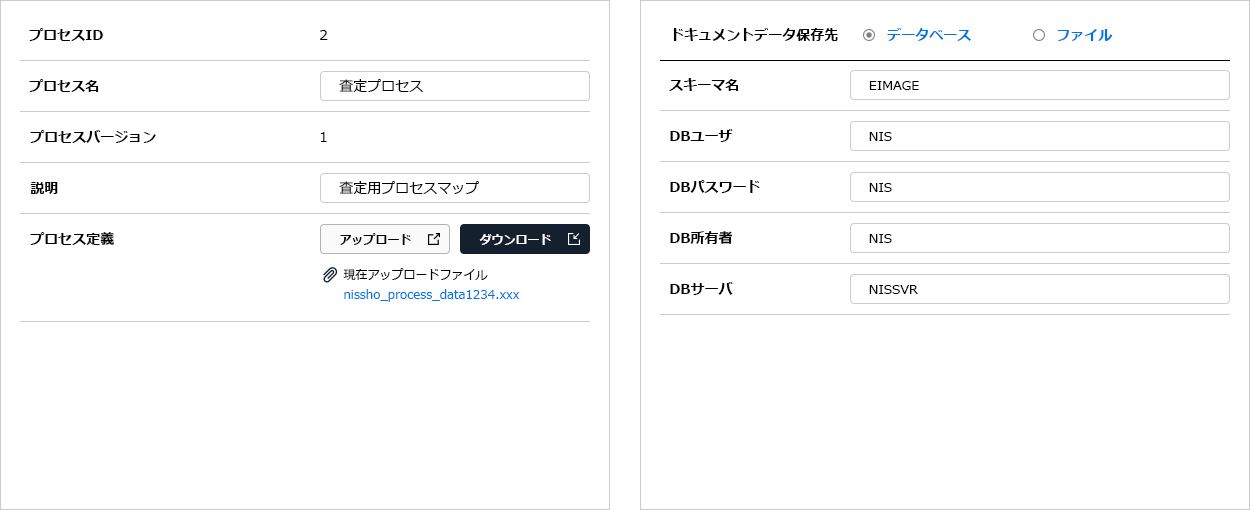 プロセスID 2
プロセス名 査定プロセス
プロセスバージョン 1
説明 査定用プロセスマップ
プロセス定義 アップロード ダウンロード
現在アップロードファイル
nissho_process_data1234.xxx
ドキュメントデータ保存先 データベース ファイル
スキーマ名 EIMAGE
DBユーザ NIS
DBパスワード NIS
DB所有者 NIS
DBサーバ NISSVR